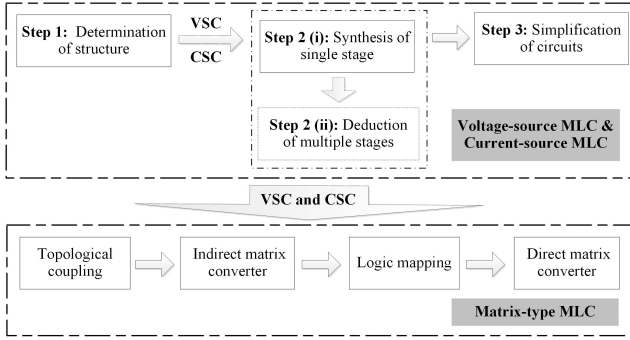 Step 1: Determination
of structure
VSC
CSC
Step 2 (i): Synthesis of
single stage
Step 3: Simplification
of circuits
Step 2 (ii): Deduction
of multiple stages
Voltage-source MLC &
Current-source MLC
VSC and CSC
Topological
coupling
Indirect matrix
converter
Logic mapping
Direct matrix
converter
Matrix-type MLC